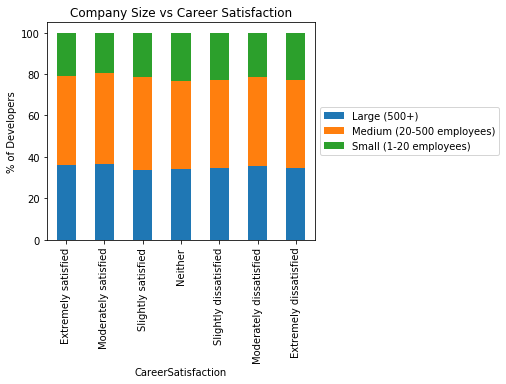 Company Size vs Career Satisfaction
100
80
60
40
20
0
% of Developers
Large (500+)
Medium (20-500 employees)
Small (1-20 employees)
Extremely satisfied
Moderately satisfied
Slightly satisfied
Neither
Slightly dissatisfied
Moderately dissatisfied
Extremely dissatisfied
CareerSatisfaction